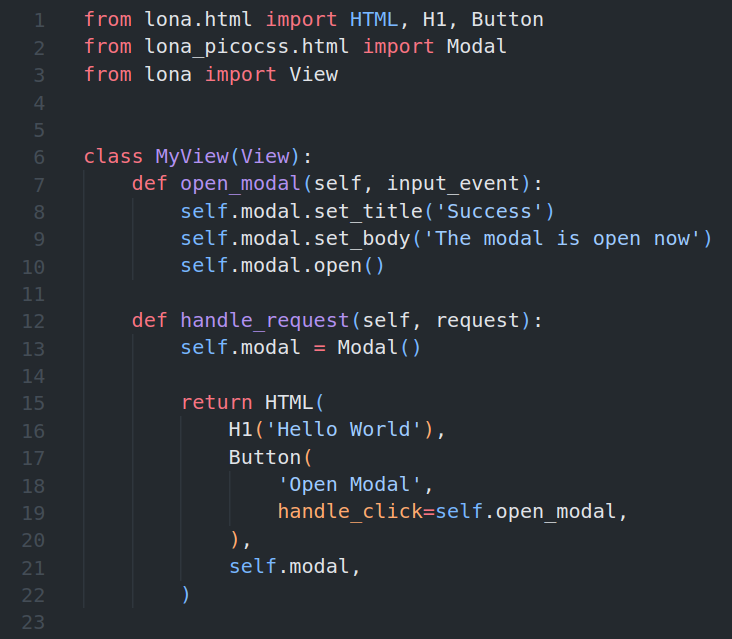 1 from lona.html import HTML, H1, Button
2 from lona_picocss.html import Modal
3 from lona import View
4
5
6 class MyView(View):
7     def open_modal(self, input_event):
8         self.modal.set_title('Success')
9         self.modal.set_body('The modal is open now')
10         self.modal.open()
11
12     def handle_request(self, request):
13         self.modal = Modal()
14
15         return HTML(
16             H1('Hello World'),
17             Button(
18                 'Open Modal',
19                 handle_click=self.open_modal,
20             ),
21             self.modal,
22         )
23